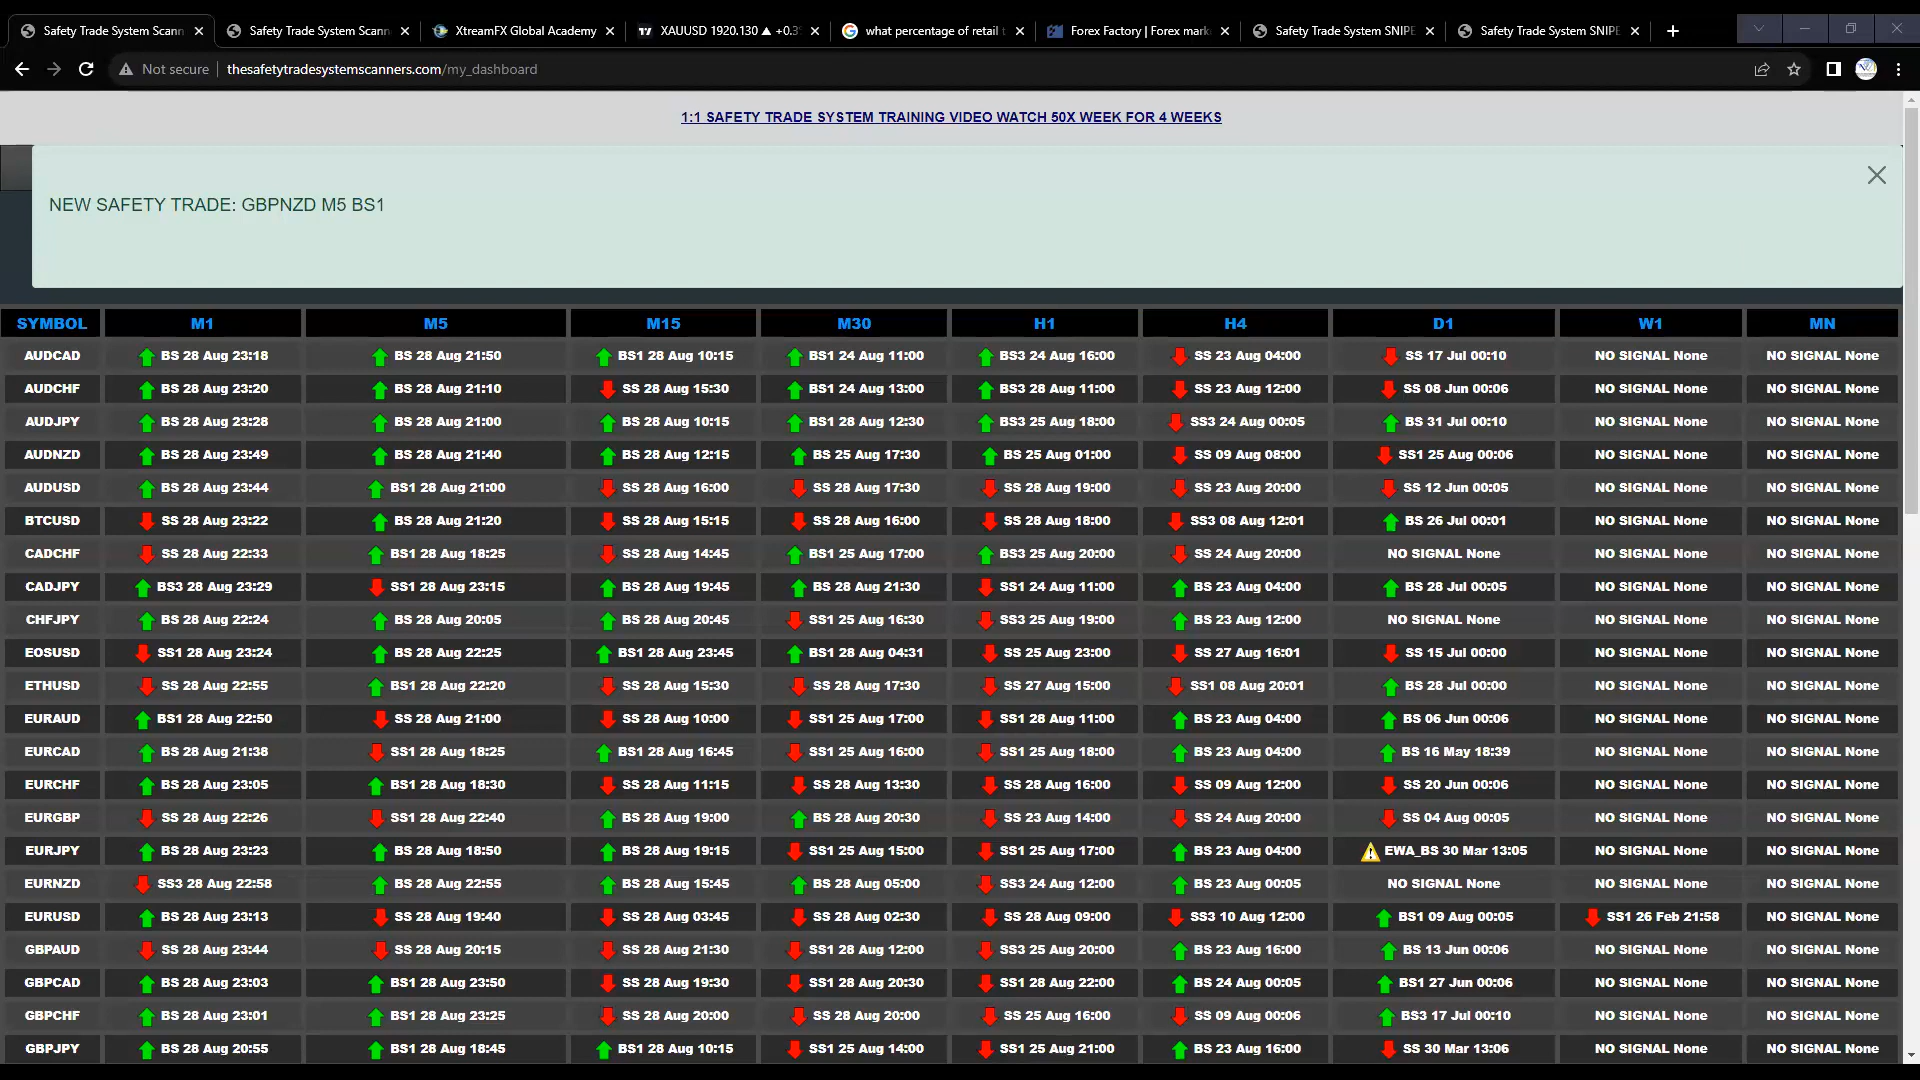 Safety Trade System Scann
Safety Trade System Scann
XtreamFX Global Academy
XAUUSD 1920.130 ▲ +0.3
what percentage of retail t
Forex Factory | Forex mark
Safety Trade System SNIPE
Safety Trade System SNIPE
Not secure
thesafetytradesystemscanners.com/my_dashboard
1:1 SAFETY TRADE SYSTEM TRAINING VIDEO WATCH 50X WEEK FOR 4 WEEKS
NEW SAFETY TRADE: GBPNZD M5 BS1
SYMBOL M1 M5 M15 M30 H1 H4 D1 W1 MN
AUDCAD BS 28 Aug 23:18 BS 28 Aug 21:50 BS1 28 Aug 10:15 BS1 24 Aug 11:00 BS3 24 Aug 16:00 SS 23 Aug 04:00 SS 17 Jul 00:10 NO SIGNAL None NO SIGNAL None
AUDCHF BS 28 Aug 23:20 BS 28 Aug 21:10 SS 28 Aug 15:30 BS1 24 Aug 13:00 BS3 28 Aug 11:00 SS 23 Aug 12:00 SS 08 Jun 00:06 NO SIGNAL None NO SIGNAL None
AUDJPY BS 28 Aug 23:28 BS 28 Aug 21:00 BS 28 Aug 10:15 BS1 28 Aug 12:30 BS3 25 Aug 18:00 SS3 24 Aug 00:05 BS 31 Jul 00:10 NO SIGNAL None NO SIGNAL None
AUDNZD BS 28 Aug 23:49 BS 28 Aug 21:40 BS 28 Aug 12:15 BS 25 Aug 17:30 BS 25 Aug 01:00 SS 09 Aug 08:00 SS1 25 Aug 00:06 NO SIGNAL None NO SIGNAL None
AUDUSD BS 28 Aug 23:44 BS1 28 Aug 21:00 SS 28 Aug 16:00 SS 28 Aug 17:30 SS 28 Aug 19:00 SS 23 Aug 20:00 SS 12 Jun 00:05 NO SIGNAL None NO SIGNAL None
BTCUSD SS 28 Aug 23:22 BS 28 Aug 21:20 SS 28 Aug 15:15 SS 28 Aug 16:00 SS 28 Aug 18:00 SS3 08 Aug 12:01 BS 26 Jul 00:01 NO SIGNAL None NO SIGNAL None
CADCHF SS 28 Aug 22:33 BS1 28 Aug 18:25 SS 28 Aug 14:45 BS1 25 Aug 17:00 BS3 25 Aug 20:00 SS 24 Aug 20:00 NO SIGNAL None NO SIGNAL None NO SIGNAL None
CADJPY BS3 28 Aug 23:29 SS1 28 Aug 23:15 BS 28 Aug 19:45 BS 28 Aug 21:30 SS1 24 Aug 11:00 BS 23 Aug 04:00 BS 28 Jul 00:05 NO SIGNAL None NO SIGNAL None
CHFJPY BS 28 Aug 22:24 BS 28 Aug 20:05 BS 28 Aug 20:45 SS1 25 Aug 16:30 SS3 25 Aug 19:00 BS 23 Aug 12:00 NO SIGNAL None NO SIGNAL None NO SIGNAL None
EOSUSD SS1 28 Aug 23:24 BS 28 Aug 22:25 BS1 28 Aug 23:45 BS1 28 Aug 04:31 SS 25 Aug 23:00 SS 27 Aug 16:01 SS 15 Jul 00:00 NO SIGNAL None NO SIGNAL None
ETHUSD SS 28 Aug 22:55 BS1 28 Aug 22:20 SS 28 Aug 15:30 SS 28 Aug 17:30 SS 27 Aug 15:00 SS1 08 Aug 20:01 BS 28 Jul 00:00 NO SIGNAL None NO SIGNAL None
EURAUD BS1 28 Aug 22:50 SS 28 Aug 21:00 SS 28 Aug 10:00 SS1 25 Aug 17:00 SS1 28 Aug 11:00 BS 23 Aug 04:00 BS 06 Jun 00:06 NO SIGNAL None NO SIGNAL None
EURCAD BS 28 Aug 21:38 SS1 28 Aug 18:25 BS1 28 Aug 16:45 SS1 25 Aug 16:00 SS1 25 Aug 18:00 BS 23 Aug 04:00 BS 16 May 18:39 NO SIGNAL None NO SIGNAL None
EURCHF BS 28 Aug 23:05 BS1 28 Aug 18:30 SS 28 Aug 11:15 SS 28 Aug 13:30 SS 28 Aug 16:00 SS 09 Aug 12:00 SS 20 Jun 00:06 NO SIGNAL None NO SIGNAL None
EURGBP SS 28 Aug 22:26 SS1 28 Aug 22:40 BS 28 Aug 19:00 BS 28 Aug 20:30 SS 23 Aug 14:00 SS 24 Aug 20:00 SS 04 Aug 00:05 NO SIGNAL None NO SIGNAL None
EURJPY BS 28 Aug 23:23 BS 28 Aug 18:50 BS 28 Aug 19:15 SS1 25 Aug 15:00 SS1 25 Aug 17:00 BS 23 Aug 04:00 EWA_BS 30 Mar 13:05 NO SIGNAL None NO SIGNAL None
EURNZD SS3 28 Aug 22:58 BS 28 Aug 22:55 BS 28 Aug 15:45 BS 28 Aug 05:00 SS3 24 Aug 12:00 BS 23 Aug 00:05 NO SIGNAL None NO SIGNAL None NO SIGNAL None
EURUSD BS 28 Aug 23:13 SS 28 Aug 19:40 SS 28 Aug 03:45 SS 28 Aug 02:30 SS 28 Aug 09:00 SS3 10 Aug 12:00 BS1 09 Aug 00:05 SS1 26 Feb 21:58 NO SIGNAL None
GBPAUD SS 28 Aug 23:44 SS 28 Aug 20:15 SS 28 Aug 21:30 SS1 28 Aug 12:00 SS3 25 Aug 20:00 BS 23 Aug 16:00 BS 13 Jun 00:06 NO SIGNAL None NO SIGNAL None
GBPCAD BS 28 Aug 23:03 BS1 28 Aug 23:50 SS 28 Aug 19:30 SS1 28 Aug 20:30 SS1 28 Aug 22:00 BS 24 Aug 00:05 BS1 27 Jun 00:06 NO SIGNAL None NO SIGNAL None
GBPCHF BS 28 Aug 23:01 BS1 28 Aug 23:25 SS 28 Aug 20:00 SS 28 Aug 20:00 SS 25 Aug 16:00 SS 09 Aug 00:06 BS3 17 Jul 00:10 NO SIGNAL None NO SIGNAL None
GBPJPY BS 28 Aug 20:55 BS1 28 Aug 18:45 BS1 28 Aug 10:15 SS1 25 Aug 14:00 SS1 25 Aug 21:00 BS 23 Aug 16:00 SS 30 Mar 13:06 NO SIGNAL None NO SIGNAL None